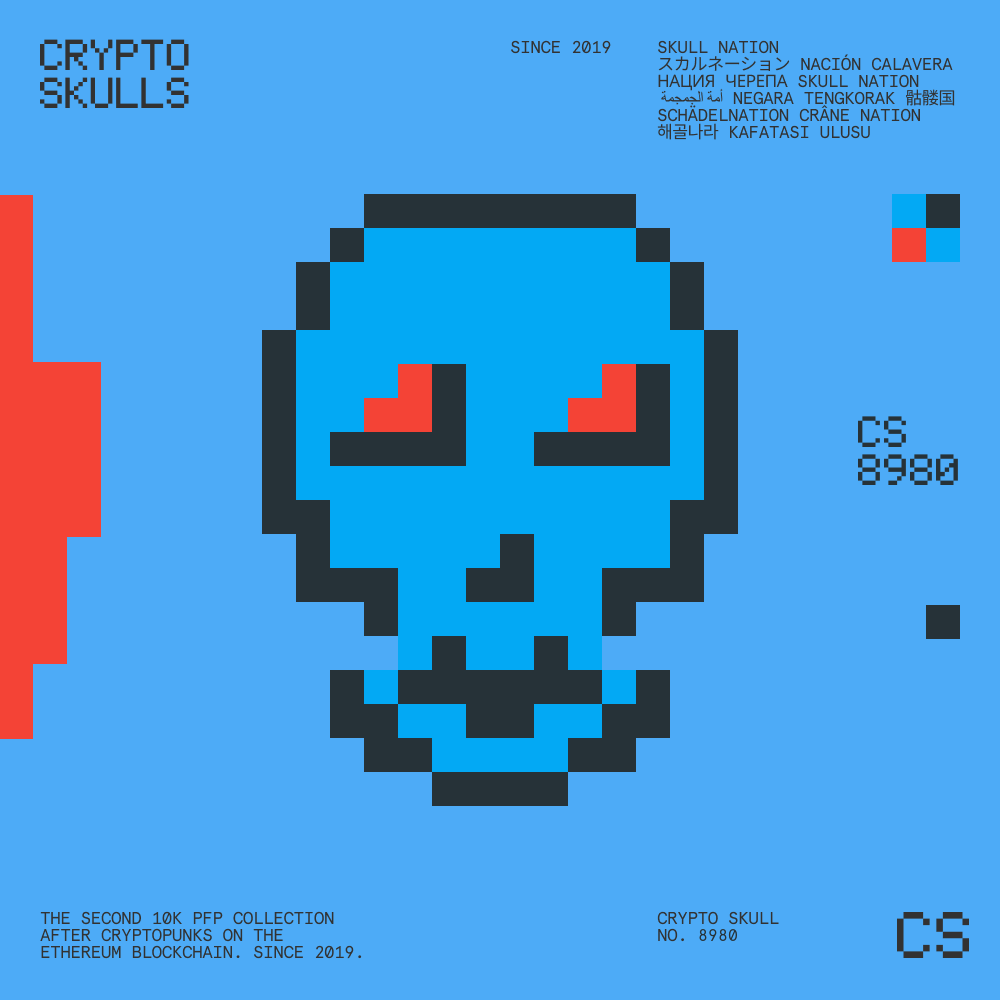 CRYPTO
SKULLS
SINCE 2019
SKULL NATION
スカルネーション NACIÓN CALAVERA
НАЦИЯ ЧЕРЕПА SKULL NATION
أمة الجمجمة NEGARA TENGKORAK 骷髅国
SCHÄDELNATION CRÂNE NATION
해골나라 KAFATASI ULUSU
CS
8980
THE SECOND 10K PFP COLLECTION
AFTER CRYPTOPUNKS ON THE
ETHEREUM BLOCKCHAIN. SINCE 2019.
CRYPTO SKULL
NO. 8980
CS